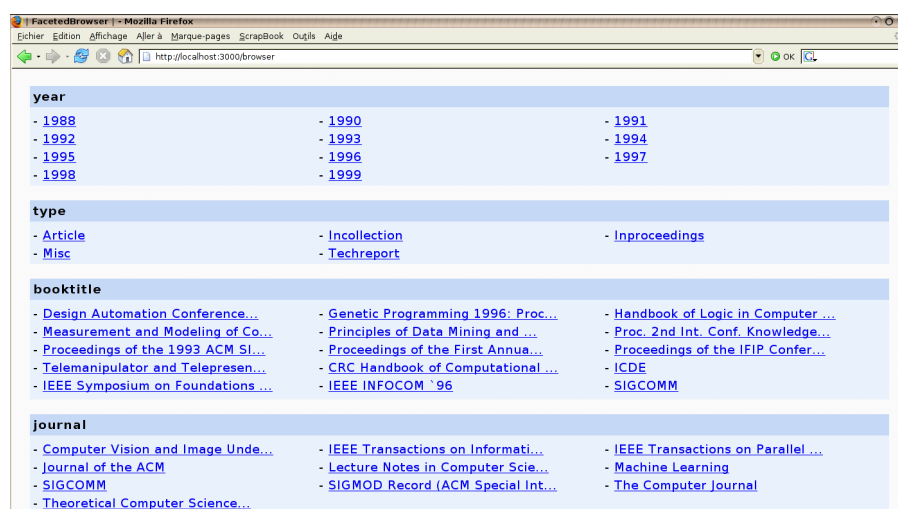 | FacetedBrowser | - Mozilla Firefox
Fichier Edition Affichage Aller à Marque-pages ScrapBook Outils Aide
http://localhost:3000/browser OK G
year
- 1988 - 1990 - 1991
- 1992 - 1993 - 1994
- 1995 - 1996 - 1997
- 1998 - 1999
type
- Article - Incollection - Inproceedings
- Misc - Techreport
booktitle
- Design Automation Conference... - Genetic Programming 1996: Proc... - Handbook of Logic in Computer ...
- Measurement and Modeling of Co... - Principles of Data Mining and ... - Proc. 2nd Int. Conf. Knowledge...
- Proceedings of the 1993 ACM SI... - Proceedings of the First Annua... - Proceedings of the IFIP Confer...
- Telemanipulator and Telepresen... - CRC Handbook of Computational ... - ICDE
- IEEE Symposium on Foundations ... - IEEE INFOCOM `96 - SIGCOMM
journal
- Computer Vision and Image Unde... - IEEE Transactions on Informati... - IEEE Transactions on Parallel ...
- Journal of the ACM - Lecture Notes in Computer Scie... - Machine Learning
- SIGCOMM - SIGMOD Record (ACM Special Int... - The Computer Journal
- Theoretical Computer Science...